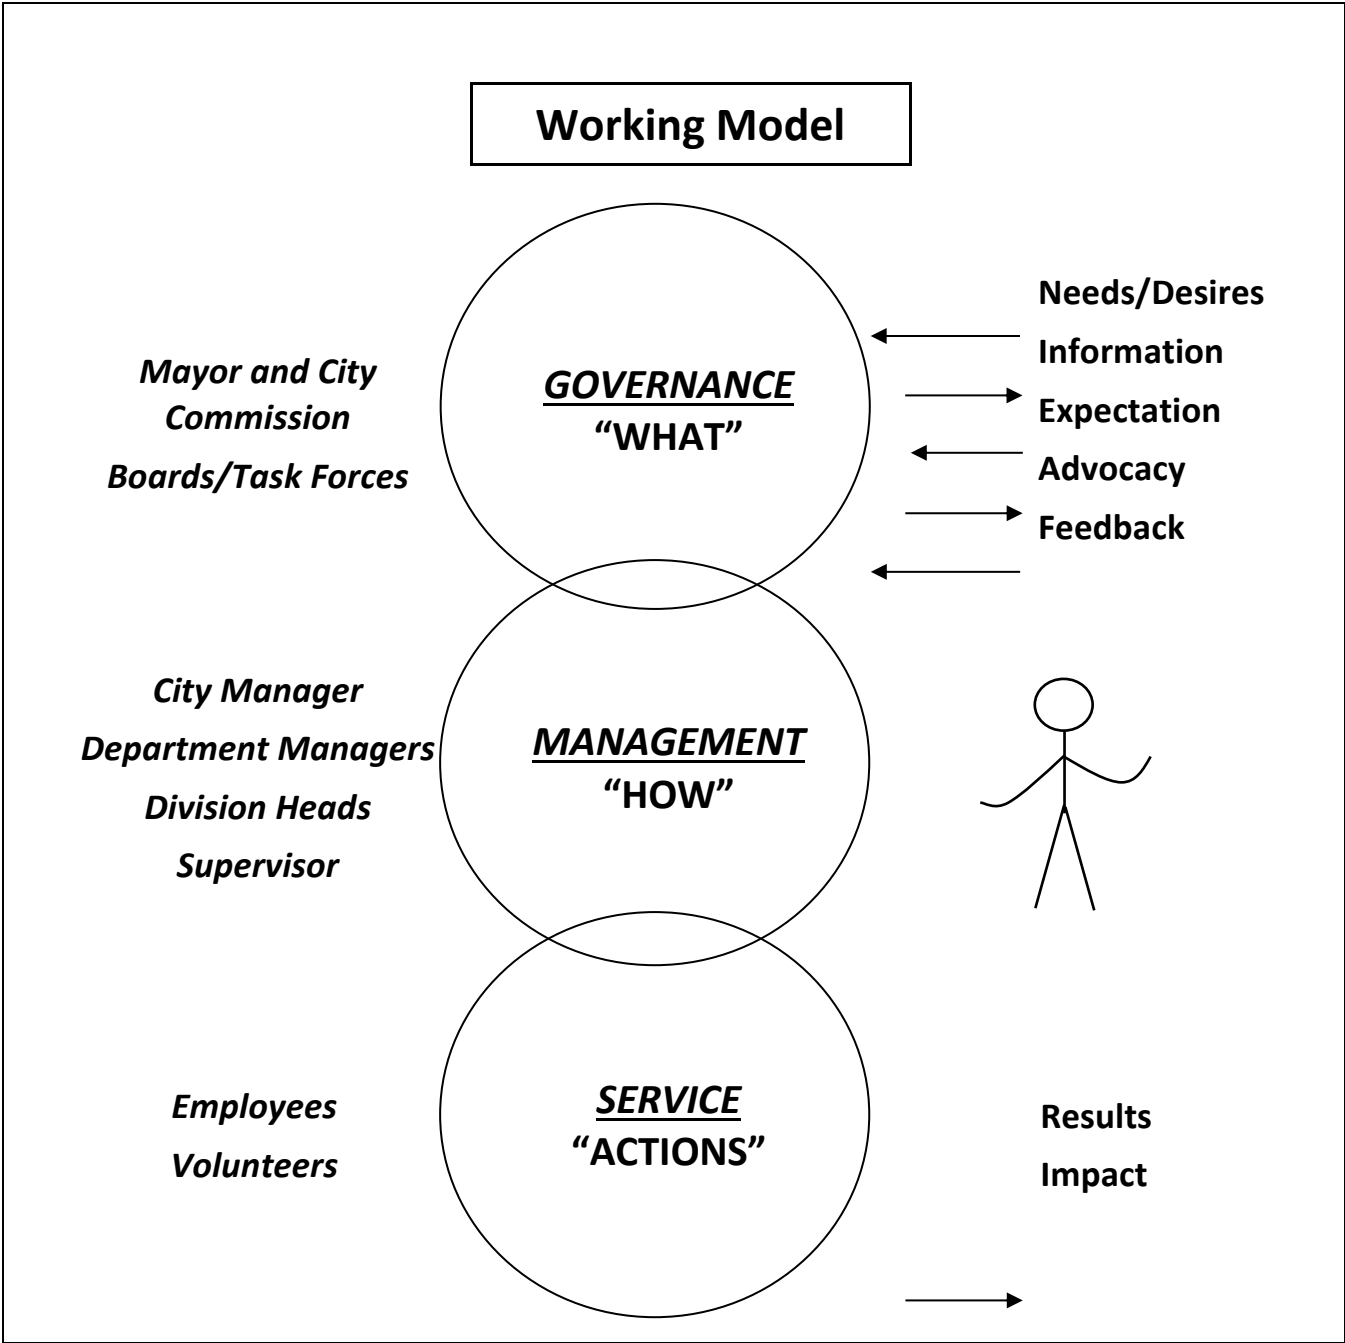 Working Model
Needs/Desires
Information
Expectation
Advocacy
Feedback
Mayor and City
Commission
Boards/Task Forces
GOVERNANCE
“WHAT”
City Manager
Department Managers
Division Heads
Supervisor
MANAGEMENT
“HOW”
Employees
Volunteers
SERVICE
“ACTIONS”
Results
Impact